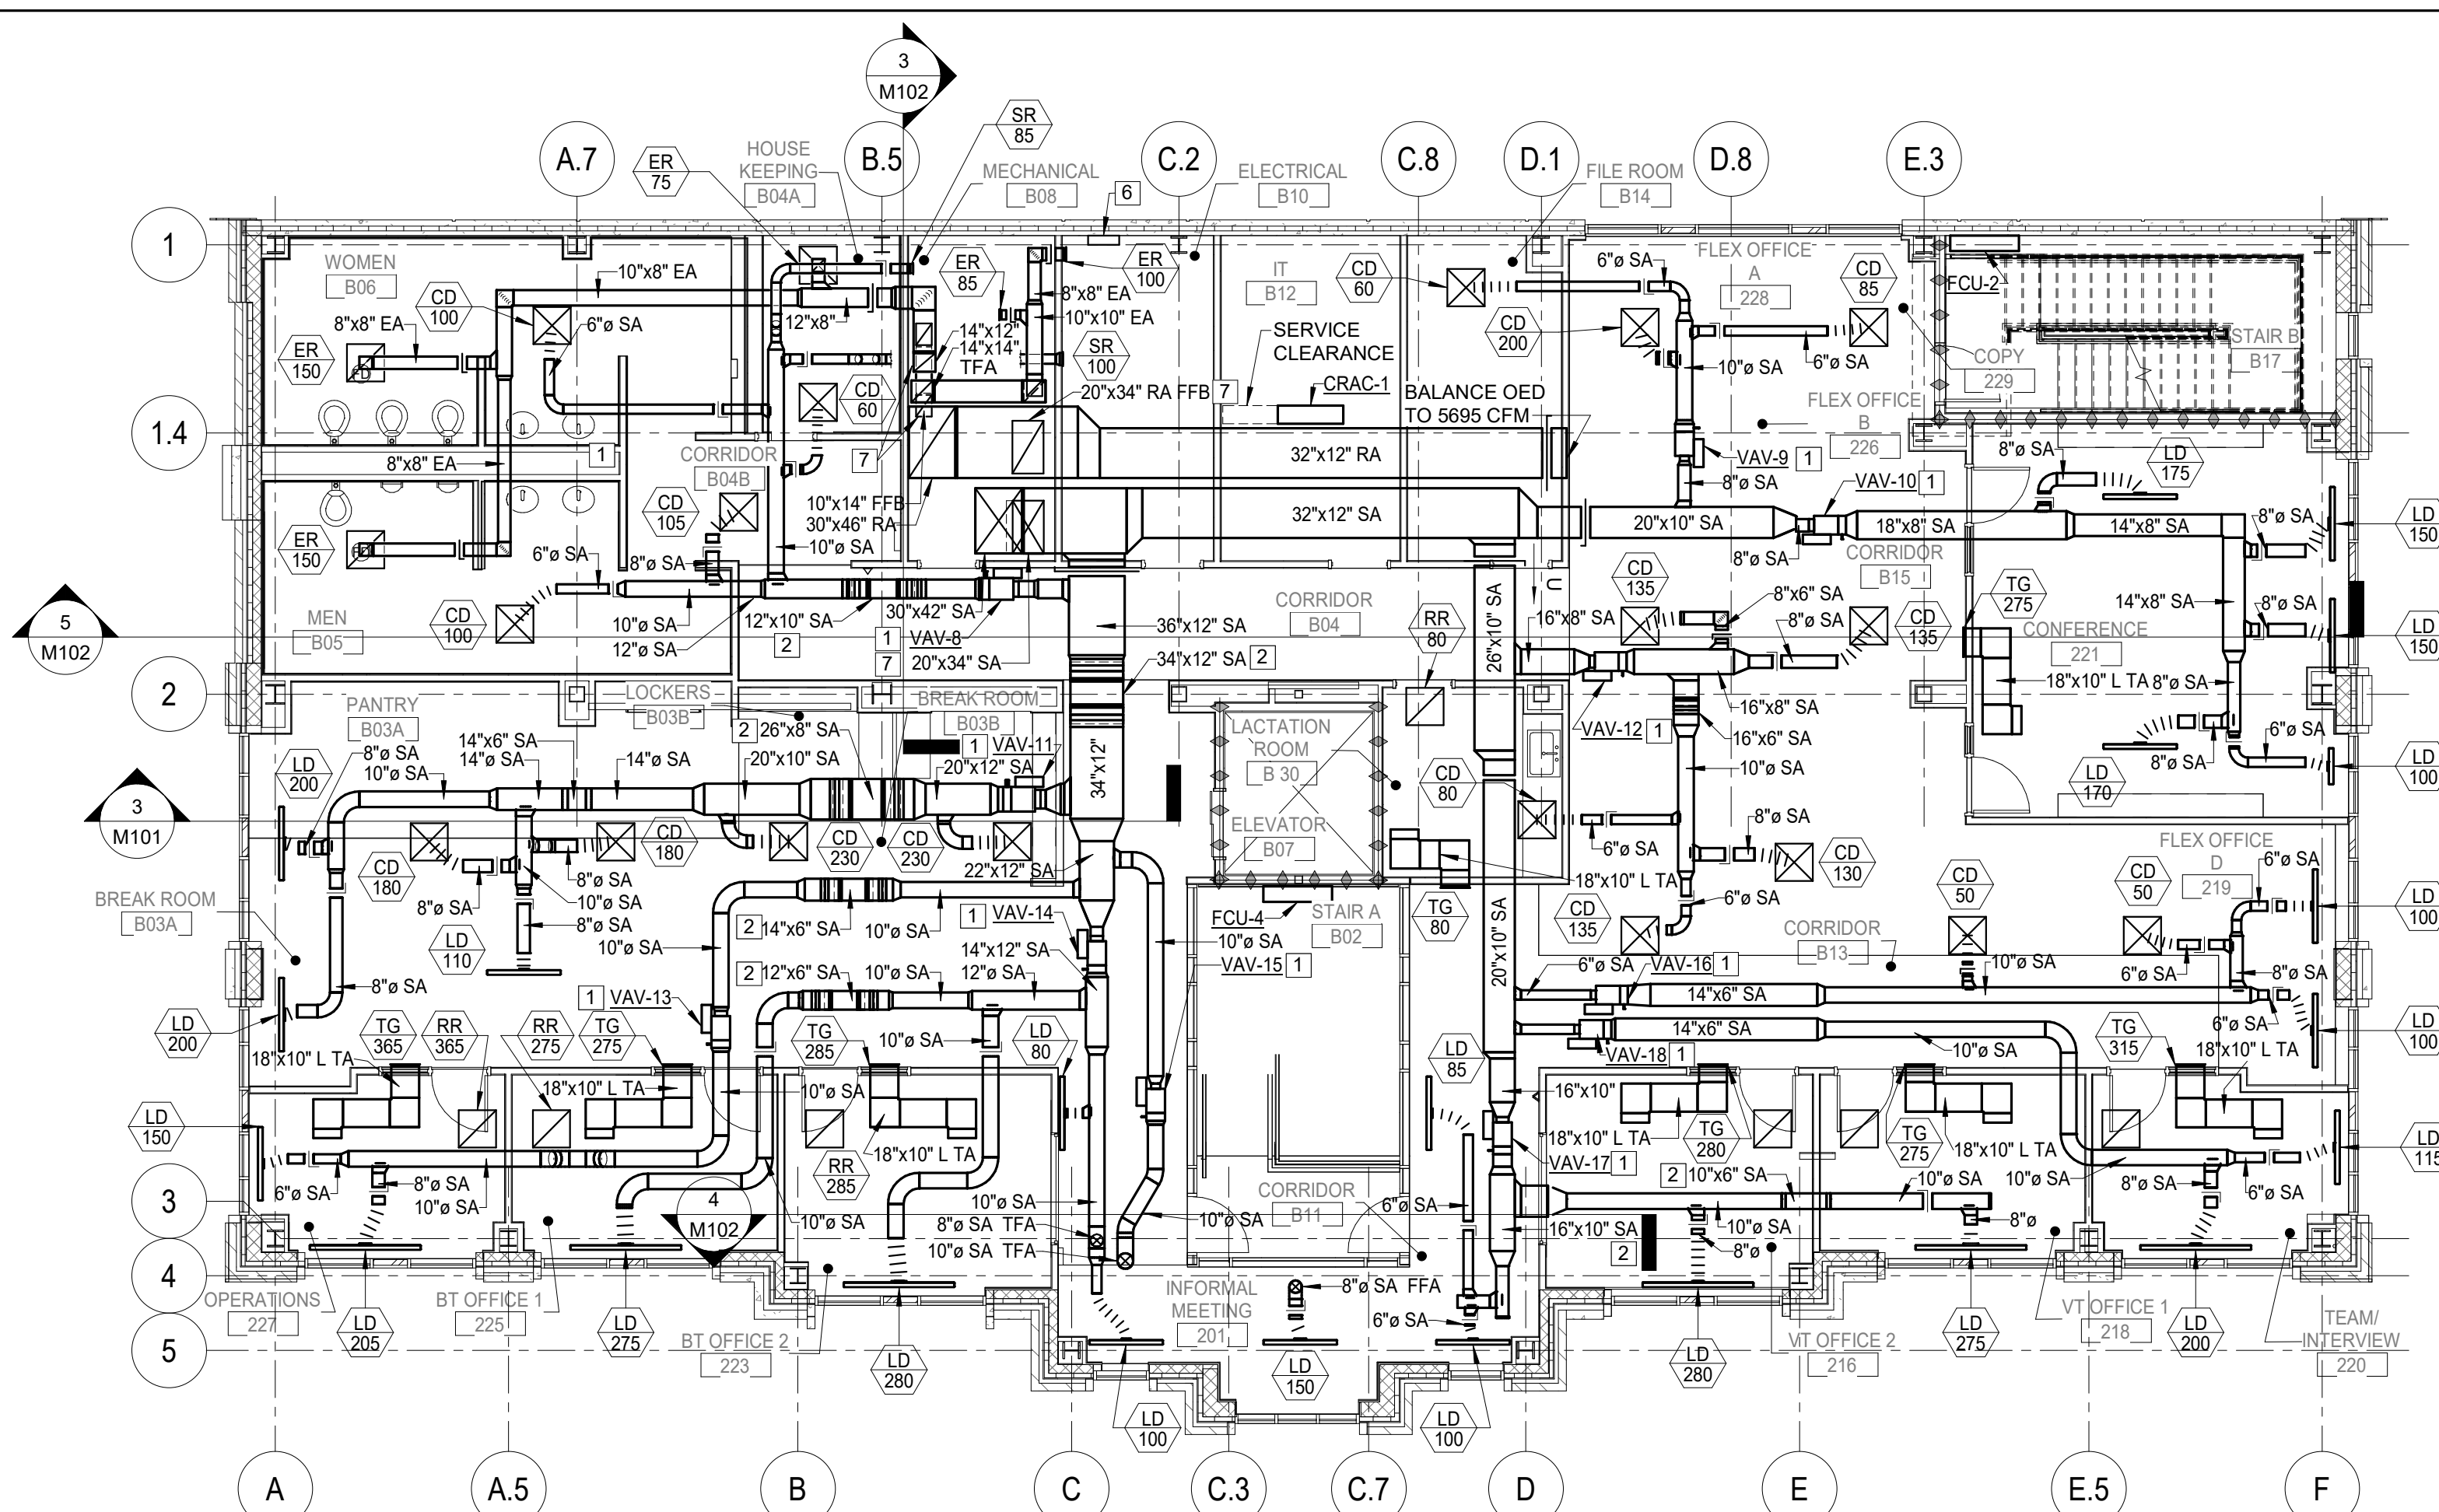 3
M102
SR
85
A.7
ER
75
HOUSE
KEEPING
B04A
B.5
MECHANICAL
B08
C.2
ELECTRICAL
B10
C.8
D.1
FILE ROOM
B14
D.8
E.3
6
1
WOMEN
B06
10"x8" EA
CD
100
8"x8" EA
6"ø SA
ER
150
12"x8"
ER
85
ER
100
8"x8" EA
10"x10" EA
14"x12"
14"x14"
TFA
SR
100
IT
B12
CD
60
6"ø SA
FLEX OFFICE
A
228
CD
85
FCU-2
CD
200
SERVICE
CLEARANCE
10"ø SA
6"ø SA
COPY
229
STAIR B
B17
CD
60
20"x34" RA FFB
7
CRAC-1
BALANCE OED
TO 5695 CFM
FLEX OFFICE
B
226
1.4
8"x8" EA
1
CORRIDOR
B04B
7
32"x12" RA
VAV-9
1
8"ø SA
LD
175
8"ø SA
VAV-10
1
CD
105
10"x14" FFB
30"x46" RA
32"x12" SA
20"x10" SA
18"x8" SA
14"x8" SA
8"ø SA
LD
150
ER
150
6"ø SA
8"ø SA
10"ø SA
8"ø SA
CORRIDOR
B15
5
M102
MEN
B05
CD
100
10"ø SA
12"ø SA
12"x10" SA
2
30"x42" SA
1
VAV-8
7
20"x34" SA
36"x12" SA
34"x12" SA
2
CORRIDOR
B04
RR
80
26"x10" SA
CD
135
16"x8" SA
8"x6" SA
8"ø SA
CD
135
TG
275
14"x8" SA
8"ø SA
CONFERENCE
221
LD
150
18"x10" L TA
8"ø SA
2
PANTRY
B03A
LOCKERS
B03B
BREAK ROOM
B03B
2
26"x8" SA
1
VAV-11
20"x12" SA
34"x12"
LACTATION
ROOM
B 30
VAV-12
1
16"x8" SA
16"x6" SA
8"ø SA
6"ø SA
LD
100
LD
200
8"ø SA
10"ø SA
14"x6" SA
14"ø SA
14"ø SA
20"x10" SA
CD
80
10"ø SA
LD
170
3
M101
CD
180
CD
180
CD
230
CD
230
22"x12" SA
ELEVATOR
B07
6"ø SA
8"ø SA
CD
130
FLEX OFFICE
D
219
6"ø SA
BREAK ROOM
B03A
8"ø SA
8"ø SA
10"ø SA
8"ø SA
LD
110
10"ø SA
2
14"x6" SA
10"ø SA
1
VAV-14
FCU-4
STAIR A
B02
18"x10" L TA
TG
80
20"x10" SA
CD
135
6"ø SA
CD
50
CD
50
LD
100
CORRIDOR
B13
14"x12" SA
10"ø SA
VAV-15
1
8"ø SA
2
12"x6" SA
10"ø SA
12"ø SA
6"ø SA
VAV-16
1
10"ø SA
6"ø SA
8"ø SA
14"x6" SA
1
VAV-13
LD
200
TG
365
RR
365
RR
275
TG
275
TG
285
10"ø SA
LD
80
LD
85
14"x6" SA
VAV-18
1
10"ø SA
6"ø SA
TG
315
LD
100
18"x10" L TA
18"x10" L TA
18"x10" L TA
10"ø SA
16"x10"
LD
150
6"ø SA
8"ø SA
10"ø SA
RR
285
18"x10" L TA
18"x10" L TA
VAV-17
1
TG
280
TG
275
18"x10" L TA
10"ø SA
8"ø SA
6"ø SA
LD
115
2
10"x6" SA
10"ø SA
3
4
M102
10"ø SA
10"ø SA
8"ø SA TFA
10"ø SA TFA
10"ø SA
CORRIDOR
B11
6"ø SA
16"x10" SA
2
10"ø SA
8"ø
8"ø
4
OPERATIONS
227
LD
205
BT OFFICE 1
225
LD
275
BT OFFICE 2
223
LD
280
INFORMAL
MEETING
201
8"ø SA FFA
6"ø SA
VT OFFICE 2
216
LD
280
LD
275
VT OFFICE 1
218
LD
200
TEAM/
INTERVIEW
220
5
LD
100
LD
150
LD
100
A
A.5
B
C
C.3
C.7
D
E
E.5
F